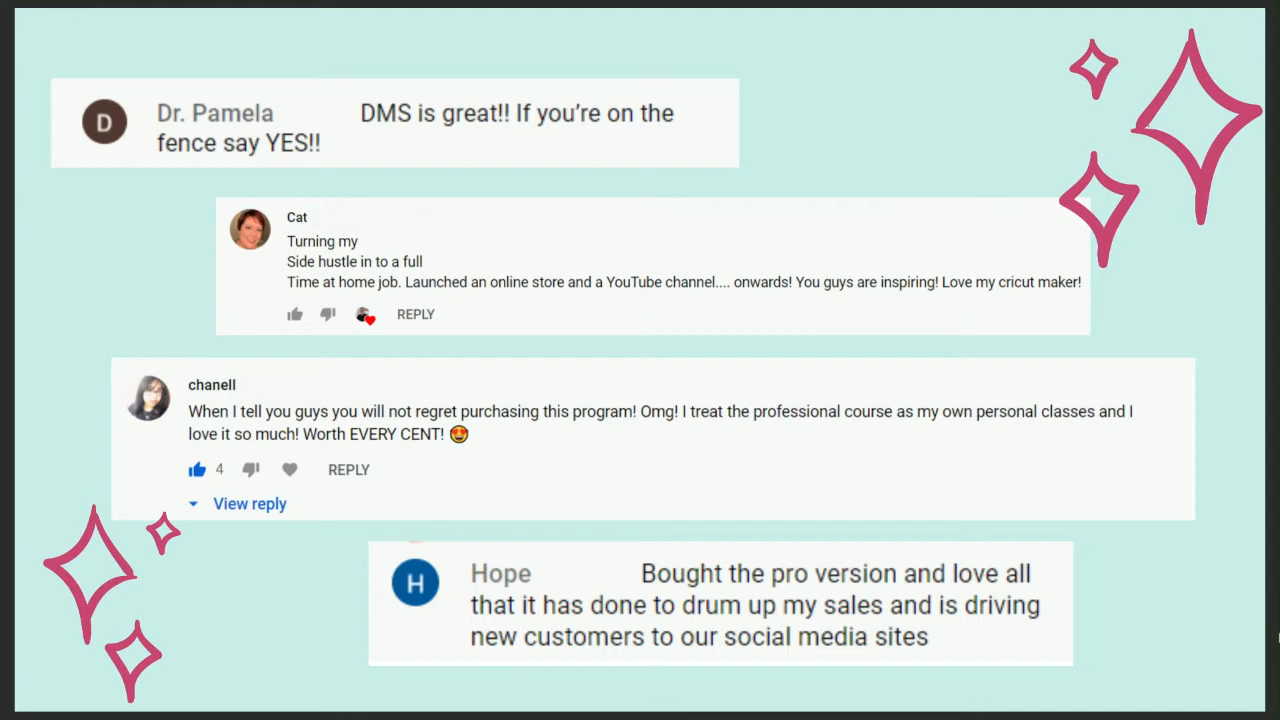 D
Dr. Pamela DMS is great!! If you’re on the
fence say YES!!
Cat
Turning my
Side hustle in to a full
Time at home job. Launched an online store and a YouTube channel.... onwards! You guys are inspiring! Love my cricut maker!
REPLY
chanell
When I tell you guys you will not regret purchasing this program! Omg! I treat the professional course as my own personal classes and I
love it so much! Worth EVERY CENT! 😍
4 REPLY
View reply
H
Hope Bought the pro version and love all
that it has done to drum up my sales and is driving
new customers to our social media sites